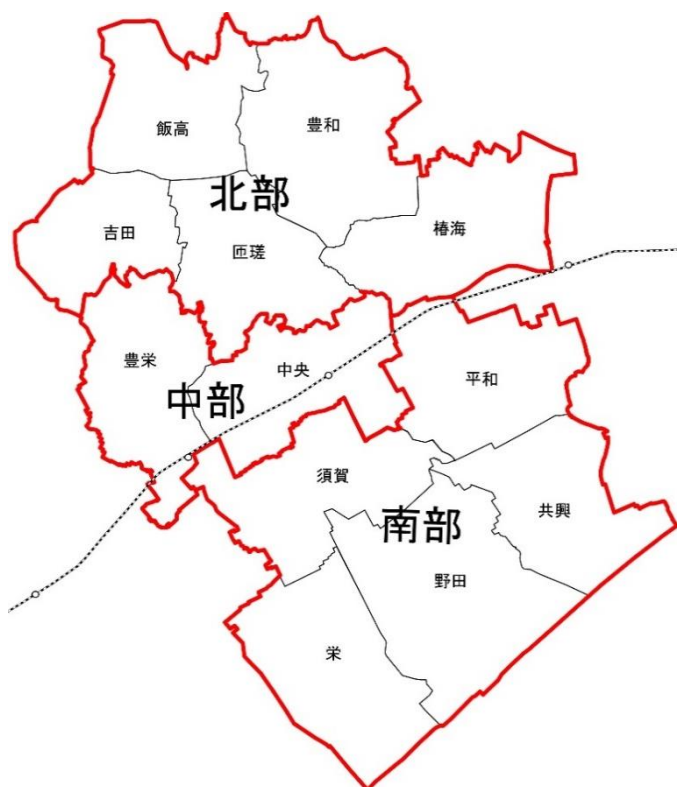 飯高
豊和
北部
吉田
匝瑳
椿海
豊栄
中央
中部
平和
須賀
共興
南部
野田
栄